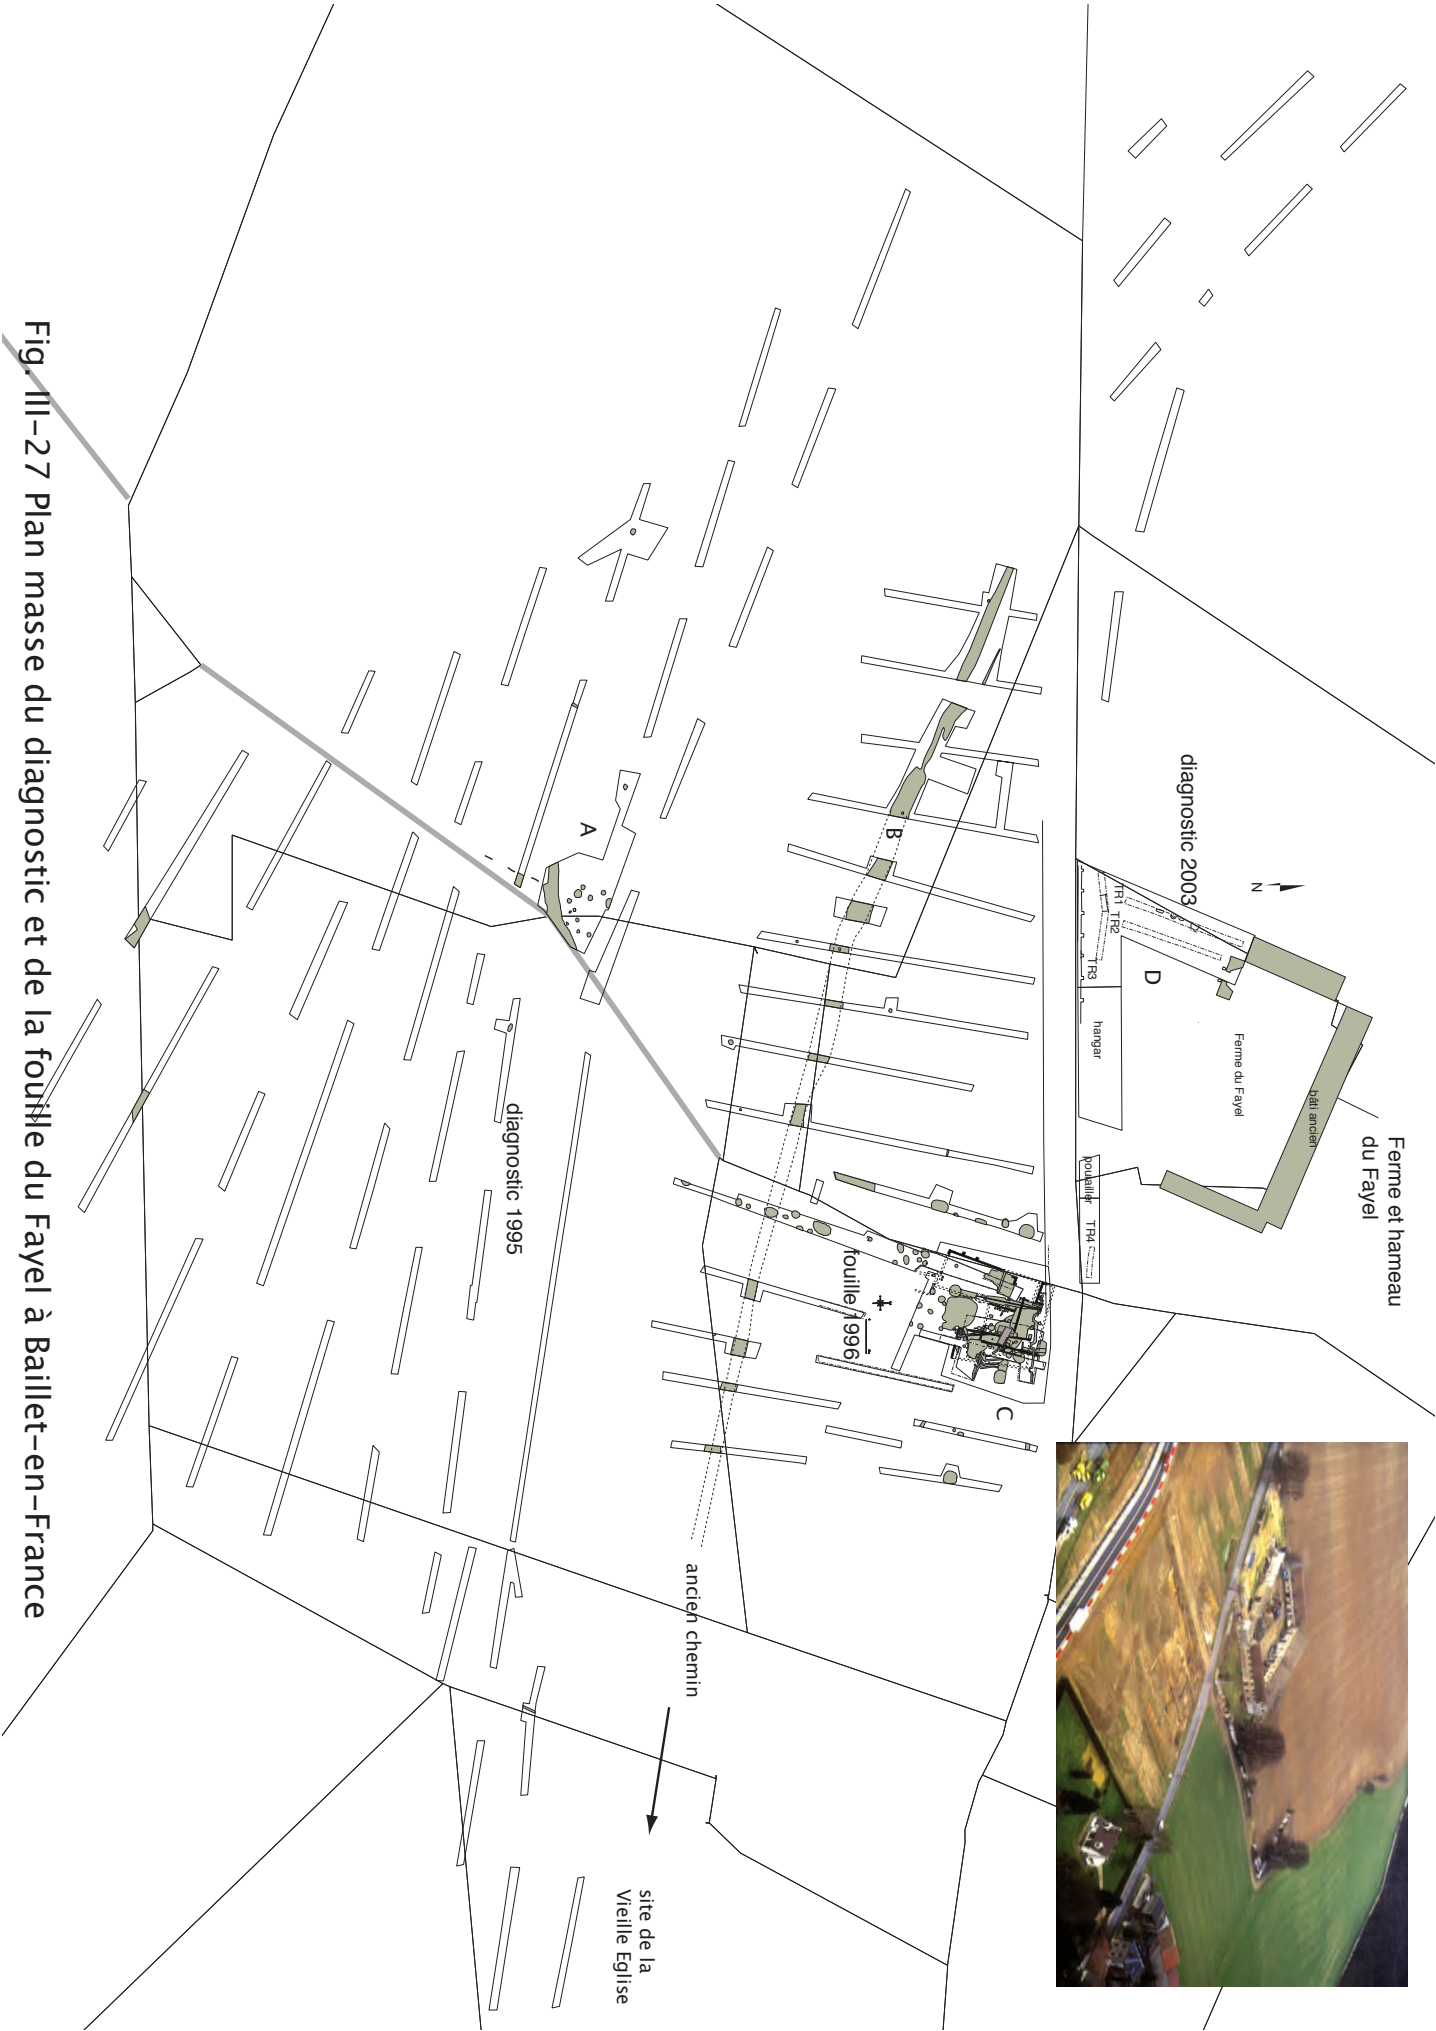 Ferme et hameau
du Fayel
bâti ancien
Ferme du Fayel
diagnostic 2003
N
D
TR1
TR2
TR3
hangar
poulailler
TR4
C
B
fouille 1996
A
diagnostic 1995
ancien chemin
site de la
Vieille Eglise
Fig. III-27 Plan masse du diagnostic et de la fouille du Fayel à Baillet-en-France